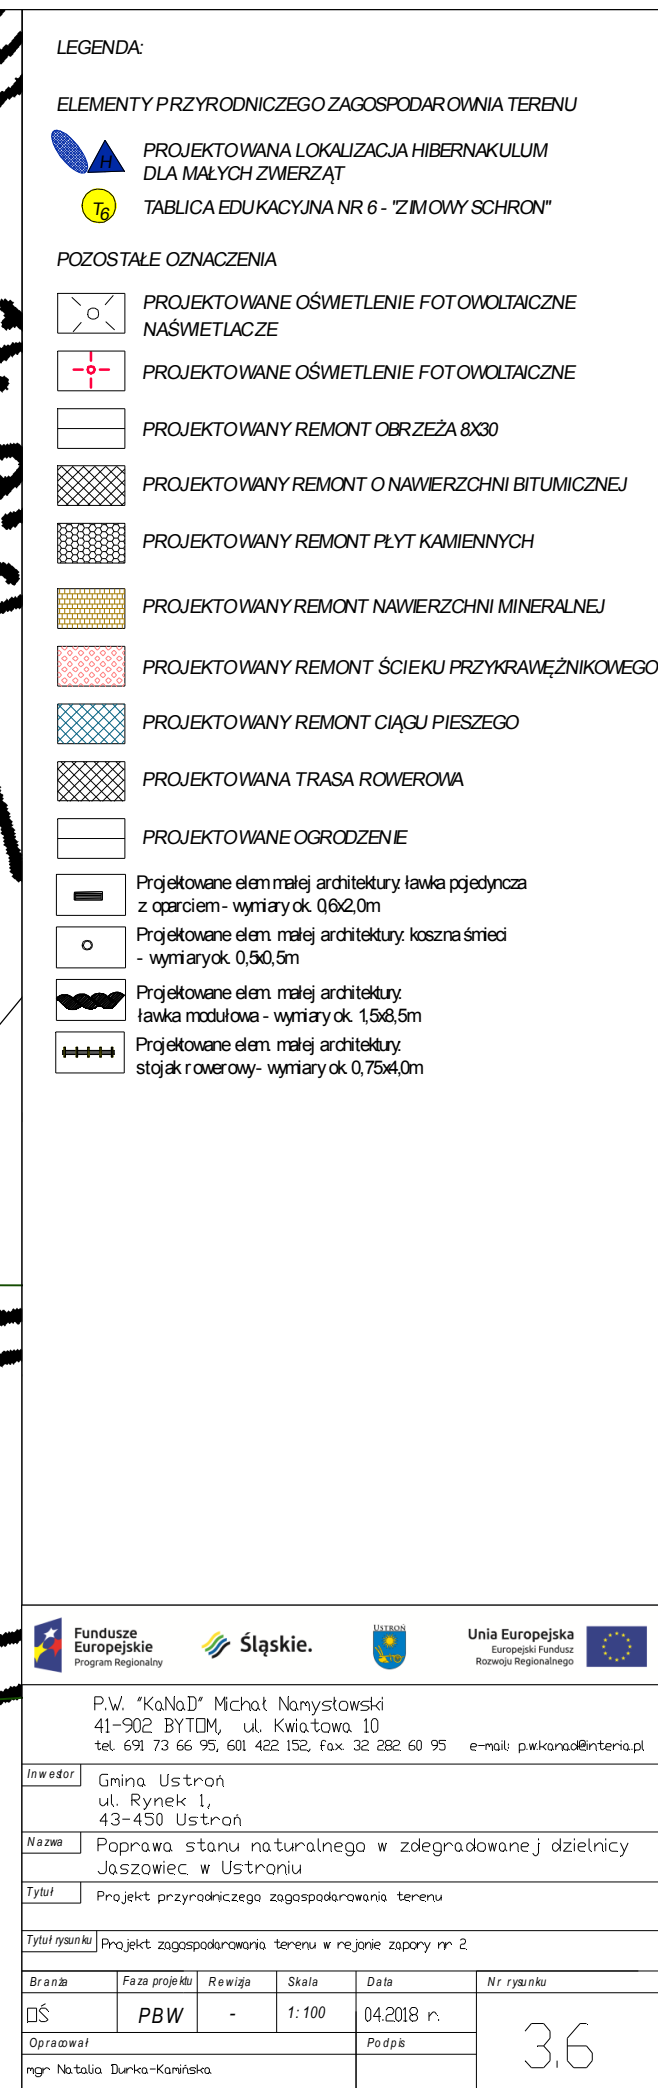 LEGENDA:
ELEMENTY PRZYRODNICZEGO ZAGOSPODAROWNIA TERENU
H
PROJEKTOWANA LOKALIZACJA HIBERNAKULUM
DLA MAŁYCH ZWIERZĄT
T6
TABLICA EDUKACYJNA NR 6 - "ZIMOWY SCHRON"
POZOSTAŁE OZNACZENIA
PROJEKTOWANE OŚWIETLENIE FOTOWOLTAICZNE
NAŚWIETLACZE
PROJEKTOWANE OŚWIETLENIE FOTOWOLTAICZNE
PROJEKTOWANY REMONT OBRZEŻA 8X30
PROJEKTOWANY REMONT O NAWIERZCHNI BITUMICZNEJ
PROJEKTOWANY REMONT PŁYT KAMIENNYCH
PROJEKTOWANY REMONT NAWIERZCHNI MINERALNEJ
PROJEKTOWANY REMONT ŚCIEKU PRZYKRAWĘŻNIKOWEGO
PROJEKTOWANY REMONT CIĄGU PIESZEGO
PROJEKTOWANA TRASA ROWEROWA
PROJEKTOWANE OGRODZENIE
Projektowane elem małej architektury: ławka pojedyncza
z oparciem - wymiary ok. 0,6x2,0m
Projektowane elem. małej architektury: kosz na śmieci
- wymiary ok. 0,5x0,5m
Projektowane elem. małej architektury:
ławka modułowa - wymiary ok. 1,5x8,5m
Projektowane elem. małej architektury:
stojak rowerowy - wymiary ok. 0,75x4,0m
Fundusze
Europejskie
Program Regionalny
Śląskie.
USTROŃ
Unia Europejska
Europejski Fundusz
Rozwoju Regionalnego
P.W. "KaNaD" Michał Namysłowski
41-902 BYTOM, ul. Kwiatowa 10
tel. 691 73 66 95, 601 422 152, fax. 32 282 60 95 e-mail: p.w.kanad@interia.pl
Inwestor
Gmina Ustroń
ul. Rynek 1,
43-450 Ustroń
Nazwa
Poprawa stanu naturalnego w zdegradowanej dzielnicy
Jaszowiec w Ustroniu
Tytuł
Projekt przyrodniczego zagospodarowania terenu
Tytuł rysunku
Projekt zagospodarowania terenu w rejonie zapory nr 2.
Branża Faza projektu Rewizja Skala Data Nr rysunku
OŚ PBW - 1:100 04.2018 r. 3.6
Opracował Podpis
mgr Natalia Durka-Kamińska